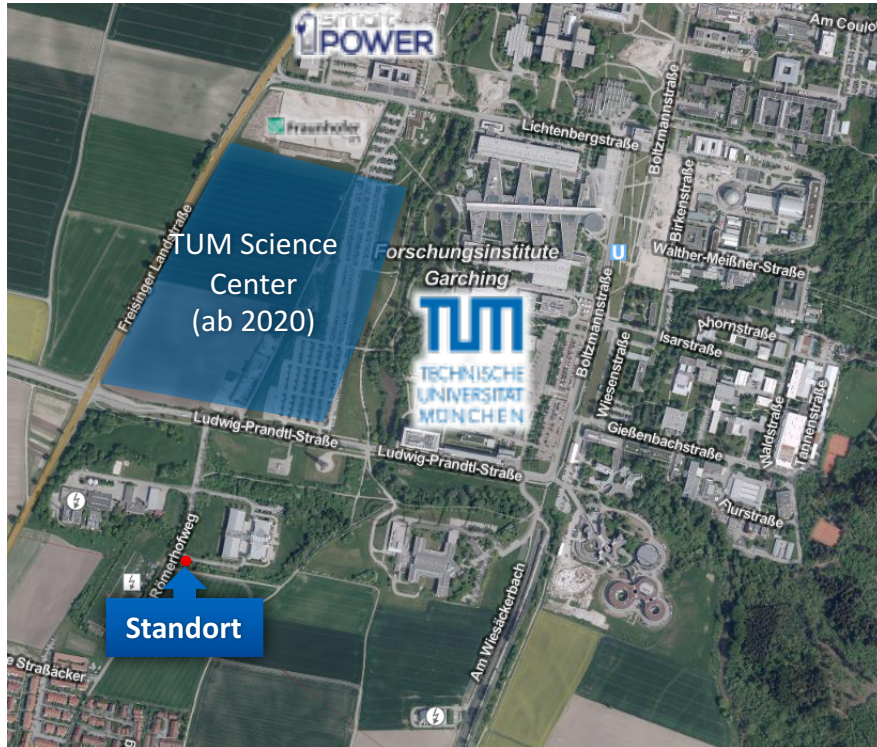 smart
POWER
Am Coulo
Fraunhofer
Lichtenbergstraße
Boltzmannstraße
Birkenstraße
Freisinger Landstraße
TUM Science
Center
(ab 2020)
Forschungsinstitute
Garching
U
Walther-Meißner-Straße
TUM
TECHNISCHE
UNIVERSITÄT
MÜNCHEN
Boltzmannstraße
Wiesenstraße
Ahornstraße
Isarstraße
Ludwig-Prandtl-Straße
Ludwig-Prandtl-Straße
Gießenbachstraße
Waldstraße
Tannenstraße
Flurstraße
Römerhofweg
Standort
Am Wiesäckerbach
e Straßäcker
g